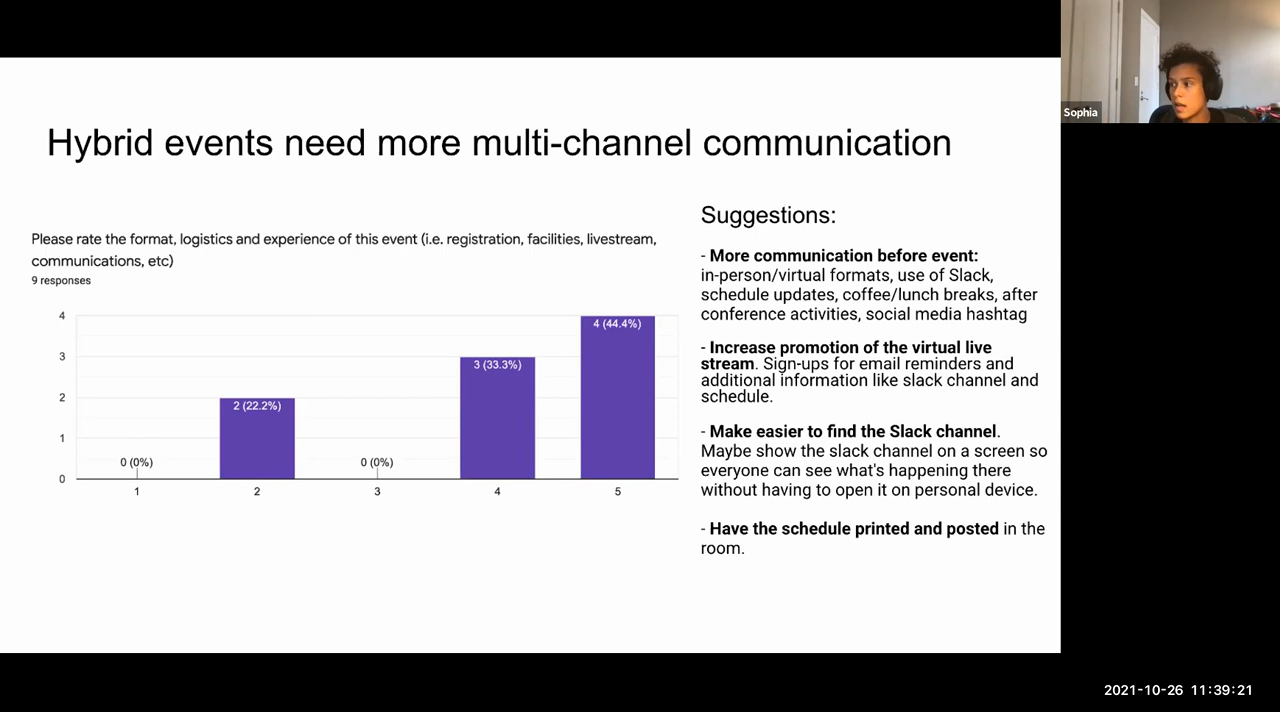 Hybrid events need more multi-channel communication
Please rate the format, logistics and experience of this event (i.e. registration, facilities, livestream,
communications, etc)
9 responses
4
3
2
1
0
0 (0%)
2 (22.2%)
0 (0%)
3 (33.3%)
4 (44.4%)
1
2
3
4
5
Suggestions:
- More communication before event:
in-person/virtual formats, use of Slack,
schedule updates, coffee/lunch breaks, after
conference activities, social media hashtag
- Increase promotion of the virtual live
stream. Sign-ups for email reminders and
additional information like slack channel and
schedule.
- Make easier to find the Slack channel.
Maybe show the slack channel on a screen so
everyone can see what's happening there
without having to open it on personal device.
- Have the schedule printed and posted in the
room.
Sophia
2021-10-26 11:39:21